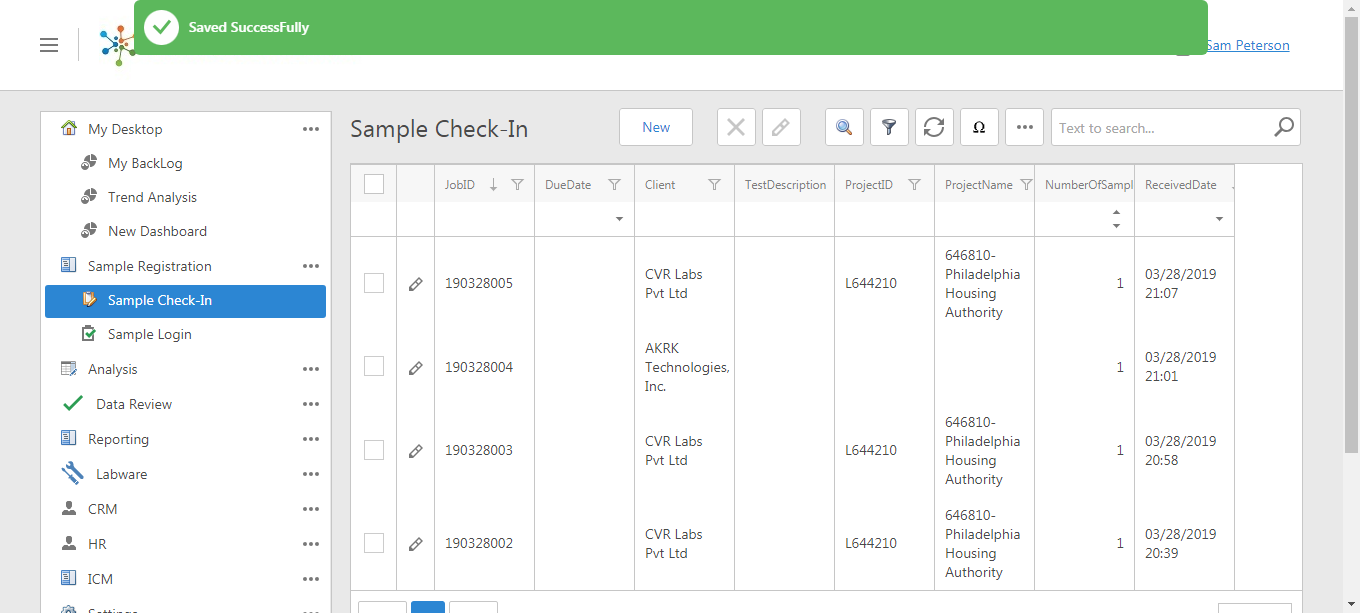 Saved SuccessFully
Sam Peterson
My Desktop
My BackLog
Trend Analysis
New Dashboard
Sample Registration
Sample Check-In
Sample Login
Analysis
Data Review
Reporting
Labware
CRM
HR
ICM
Settings
Sample Check-In
New
Ω
Text to search...
JobID
DueDate
Client
TestDescription
ProjectID
ProjectName
NumberOfSampl
ReceivedDate
190328005
CVR Labs
Pvt Ltd
L644210
646810-
Philadelphia
Housing
Authority
1
03/28/2019
21:07
190328004
AKRK
Technologies,
Inc.
1
03/28/2019
21:01
190328003
CVR Labs
Pvt Ltd
L644210
646810-
Philadelphia
Housing
Authority
1
03/28/2019
20:58
190328002
CVR Labs
Pvt Ltd
L644210
646810-
Philadelphia
Housing
Authority
1
03/28/2019
20:39